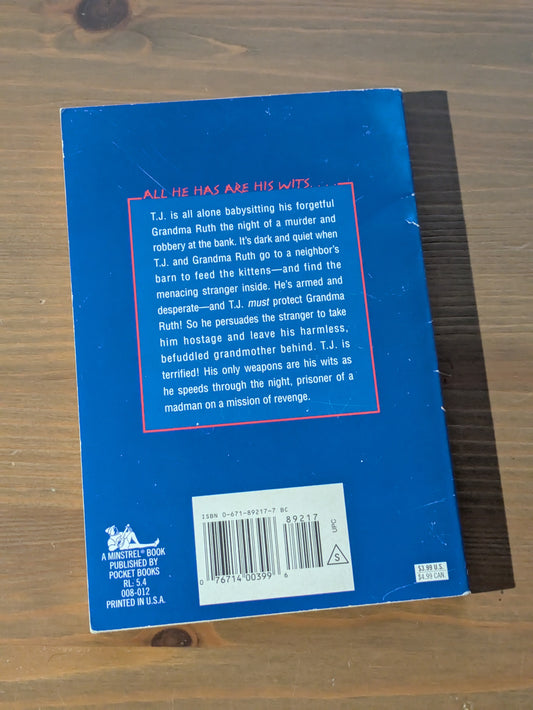 ALL HE HAS ARE HIS WITS. . . .
T.J. is all alone babysitting his forgetful
Grandma Ruth the night of a murder and
robbery at the bank. It's dark and quiet when
T.J. and Grandma Ruth go to a neighbor's
barn to feed the kittens—and find the
menacing stranger inside. He's armed and
desperate—and T.J. must protect Grandma
Ruth! So he persuades the stranger to take
him hostage and leave his harmless,
befuddled grandmother behind. T.J. is
terrified! His only weapons are his wits as
he speeds through the night, prisoner of a
madman on a mission of revenge.
A MINSTREL® BOOK
PUBLISHED BY
POCKET BOOKS
RL: 5.4
008-012
PRINTED IN U.S.A.
ISBN 0-671-89217-7 BC
89217
UPC
S
0 76714 00399 6
$3.99 U.S.
$4.99 CAN.